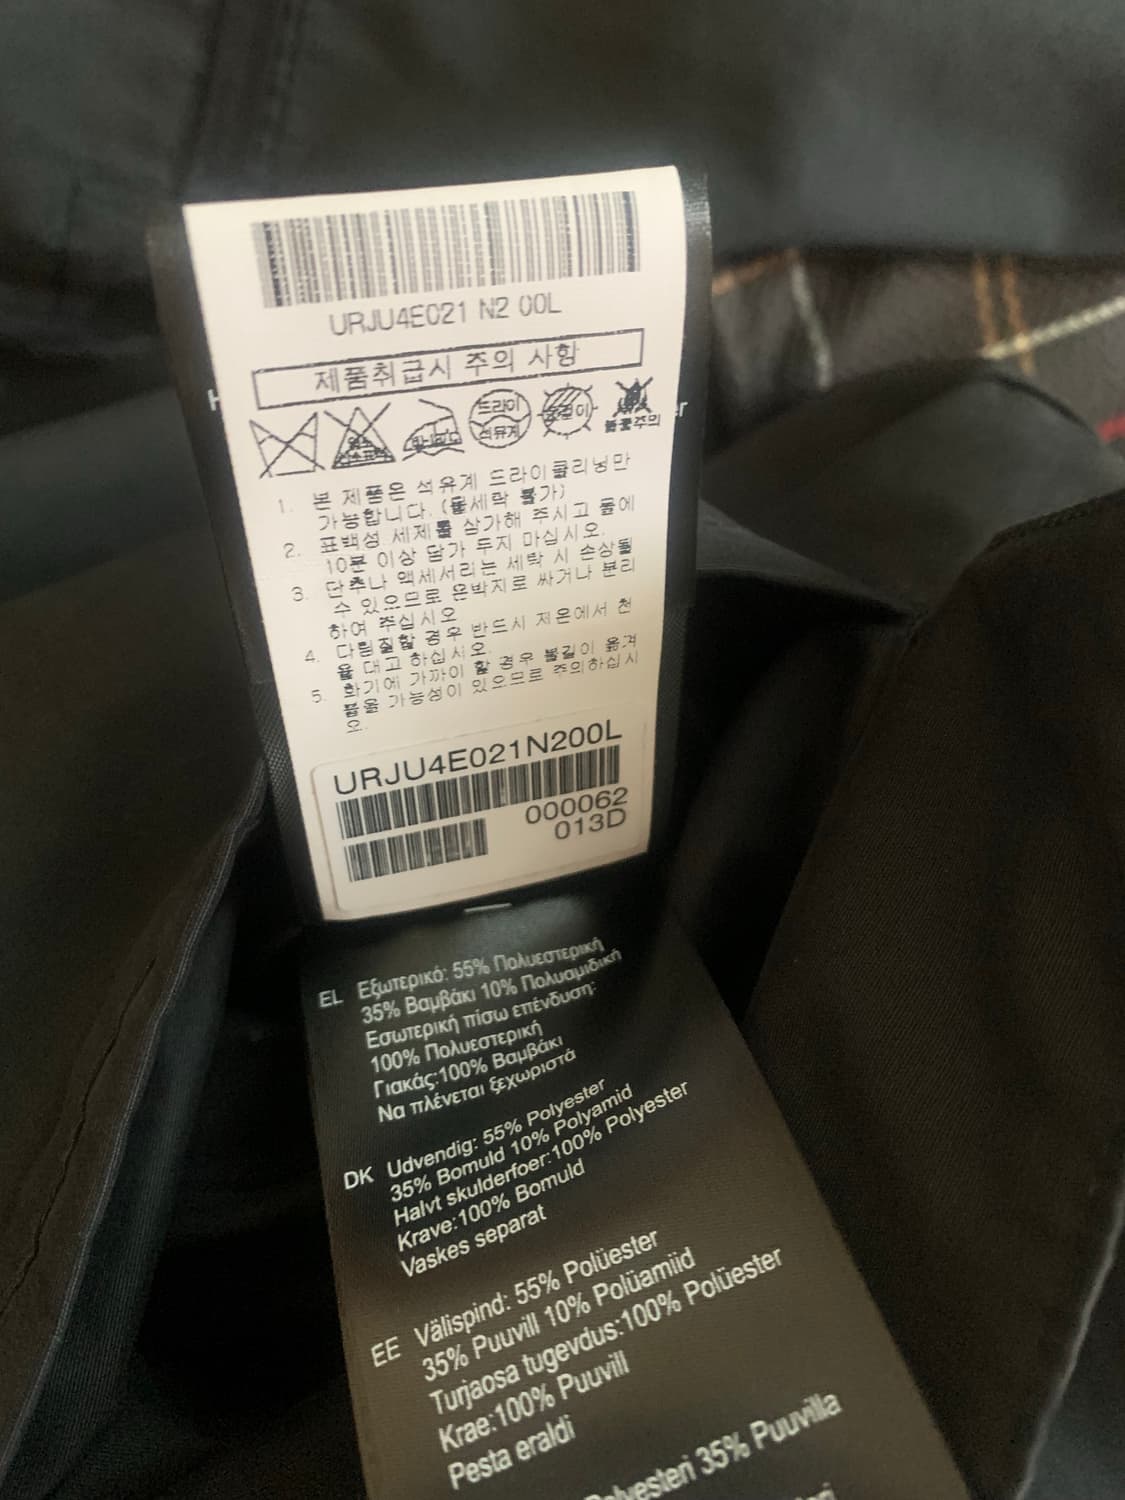 URJU4E021 N2 00L
제품취급시 주의 사항
드라이
석유계
불꽃주의
1. 본 제품은 석유계 드라이클리닝만
가능합니다. (물세탁 불가)
2. 표백성 세제를 삼가해 주시고 물에
10분 이상 담가 두지 마십시오.
3. 단추나 액세서리는 세탁 시 손상될
수 있으므로 은박지로 싸거나 분리
하여 주십시오
4. 다림질할 경우 반드시 저온에서 천
을 대고 하십시오.
5. 화기에 가까이 할 경우 불길이 옮겨
붙을 가능성이 있으므로 주의하십시
오.
URJU4E021N200L
000062
013D
EL Εξωτερικό: 55% Πολυεστερική
35% Βαμβάκι 10% Πολυαμιδική
Εσωτερική πίσω επένδυση:
100% Πολυεστερική
Γιακάς:100% Βαμβάκι
Να πλένεται ξεχωριστά
DK Udvendig: 55% Polyester
35% Bomuld 10% Polyamid
Halvt skulderfoer:100% Polyester
Krave:100% Bomuld
Vaskes separat
EE Välispind: 55% Polüester
35% Puuvill 10% Polüamiid
Turjaosa tugevdus:100% Polüester
Krae:100% Puuvill
Pesta eraldi
35% Puuvilla